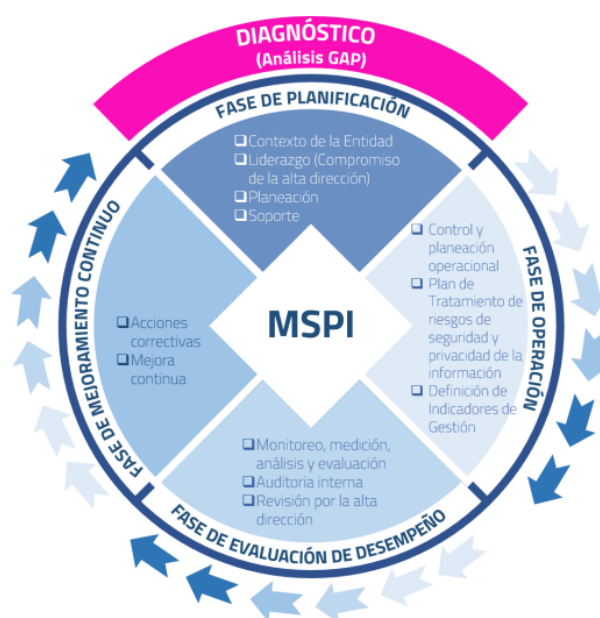 DIAGNÓSTICO
(Análisis GAP)
FASE DE PLANIFICACIÓN
❑Contexto de la Entidad
❑Liderazgo (Compromiso
de la alta dirección)
❑Planeación
❑Soporte
❑ Control y
planeación
operacional
❑ Plan de
Tratamiento de
riesgos de
seguridad y
privacidad de la
información
❑ Definición de
Indicadores de
Gestión
FASE DE OPERACIÓN
MSPI
❑Monitoreo, medición,
análisis y evaluación
❑Auditoria interna
❑Revisión por la alta
dirección
FASE DE EVALUACIÓN DE DESEMPEÑO
❑Acciones
correctivas
❑Mejora
continua
FASE DE MEJORAMIENTO CONTINUO